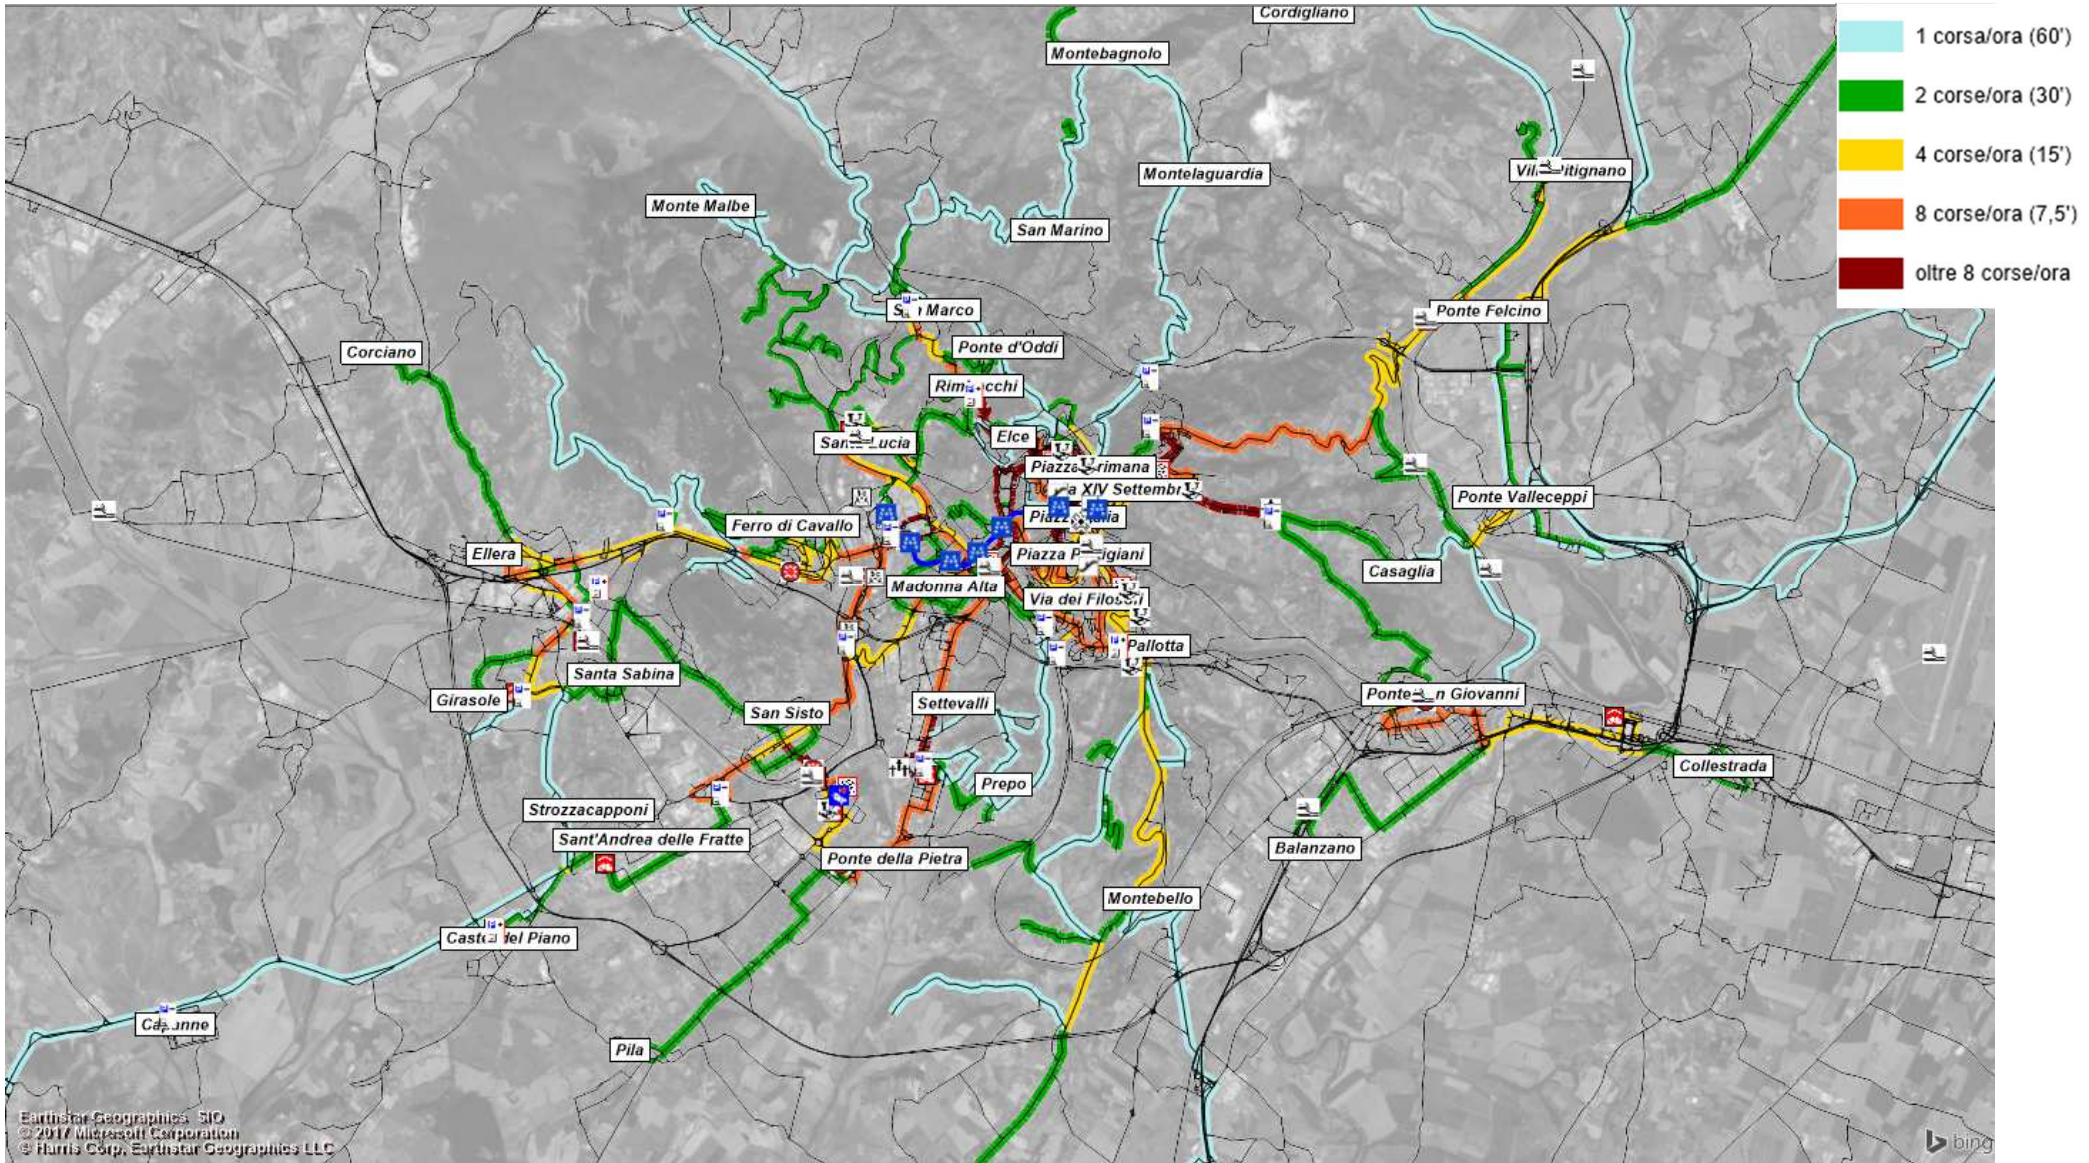 Cordigliano
1 corsa/ora (60')
Montebagnolo
2 corse/ora (30')
4 corse/ora (15')
Montelaguardia
Monte Malbe
8 corse/ora (7,5')
San Marino
oltre 8 corse/ora
Marco
Ponte Felcino
Ponte d'Oddi
Corciano
Elce
Ponte Valleceppi
Ferro di Cavallo
Ellera
Casaglia
Madonna Alta
Via dei
Pallotta
Santa Sabina
Girasole
Settevalli
San Sisto
Collestrada
Prepo
Strozzacapponi
Sant'Andrea delle Fratte
Balanzano
Ponte della Pietra
Montebello
del Piano
Pila
Earthstar Geographics SIO
© 2017 Microsoft Corporation
© Harris Corp, Earthstar Geographics LLC
bing